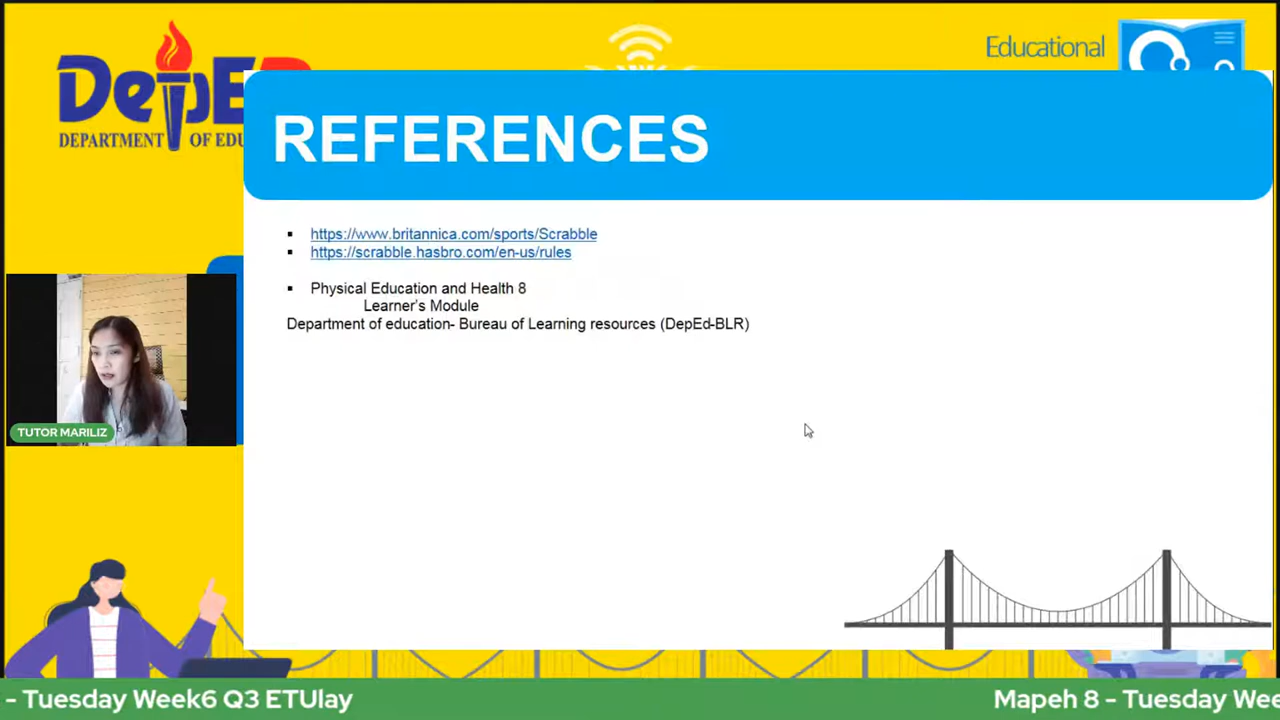 DepED
DEPARTMENT OF EDU
Educational
REFERENCES
▪ https://www.britannica.com/sports/Scrabble
▪ https://scrabble.hasbro.com/en-us/rules
▪ Physical Education and Health 8
Learner's Module
Department of education- Bureau of Learning resources (DepEd-BLR)
TUTOR MARILIZ
- Tuesday Week6 Q3 ETUlay
Mapeh 8 - Tuesday Wee